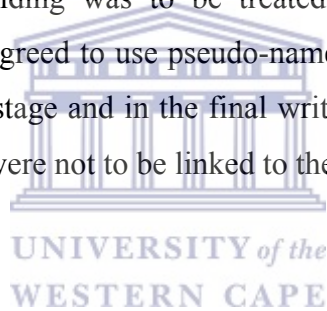 nding was to be treated
greed to use pseudo-name
stage and in the final writ
were not to be linked to the
UNIVERSITY of the
WESTERN CAPE